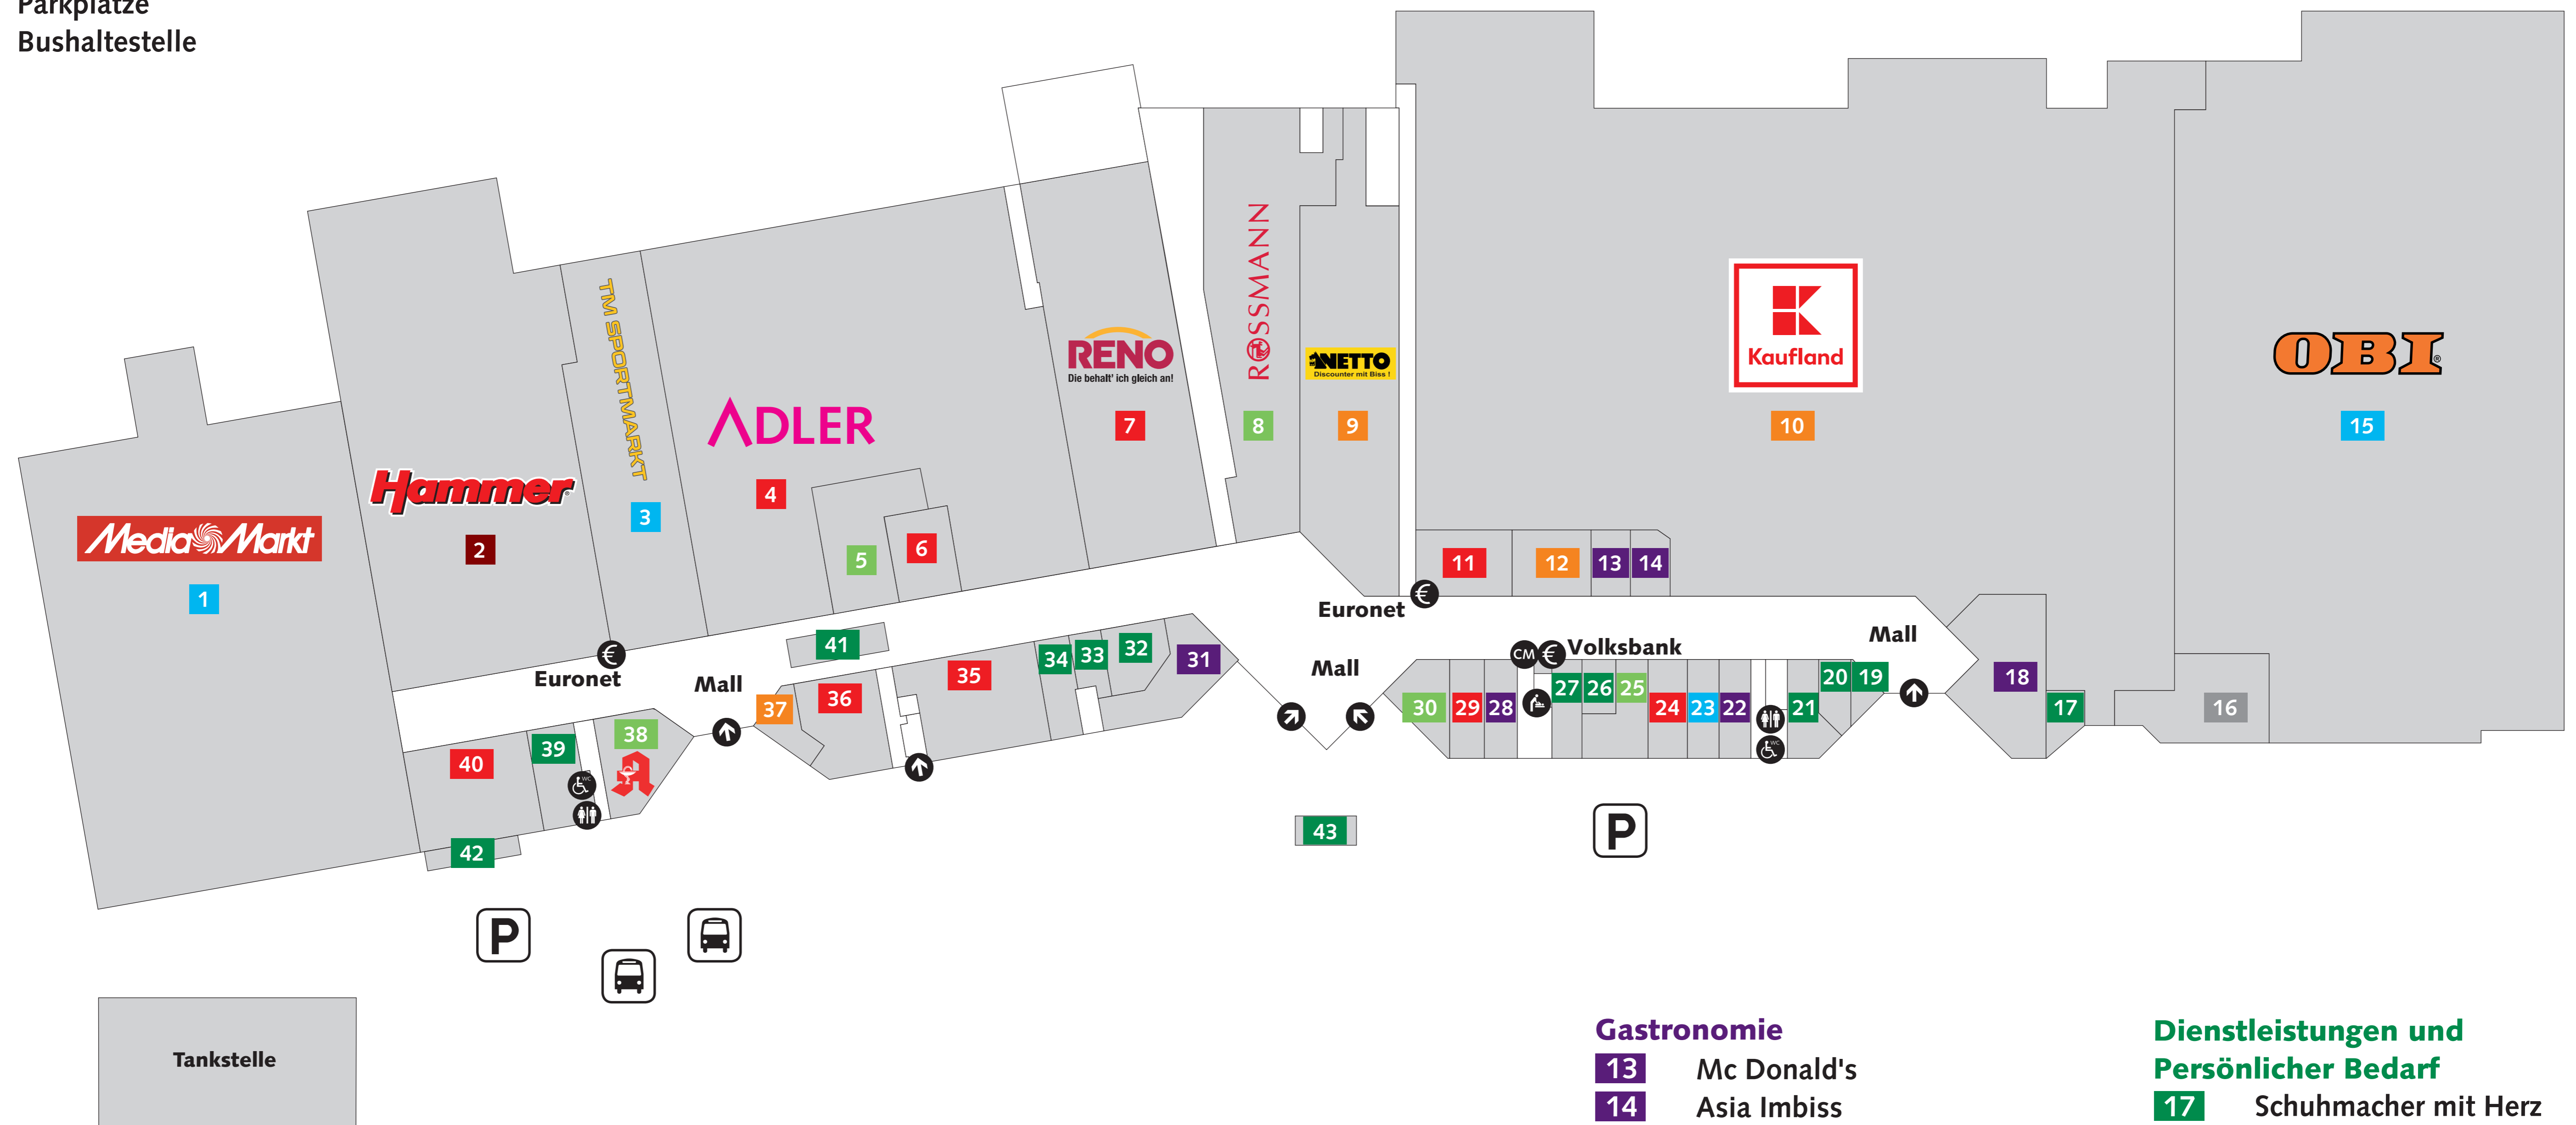 Parkplätze
Bushaltestelle
MediaMarkt
1
Hammer
2
TM SPORTMARKT
3
ADLER
4
5
6
RENO
Die behalt' ich gleich an!
7
ROSSMANN
8
NETTO
Discounter mit Biss !
9
Kaufland
10
OBI®
15
11
12
13
14
Euronet
€
CM
€
Volksbank
Mall
18
17
16
Euronet
€
Mall
41
37
36
35
34
33
32
31
Mall
30
29
28
27
26
25
24
23
22
21
20
19
WC
40
39
38
WC
42
43
P
P
Tankstelle
Gastronomie
13 Mc Donald's
14 Asia Imbiss
Dienstleistungen und
Persönlicher Bedarf
17 Schuhmacher mit Herz